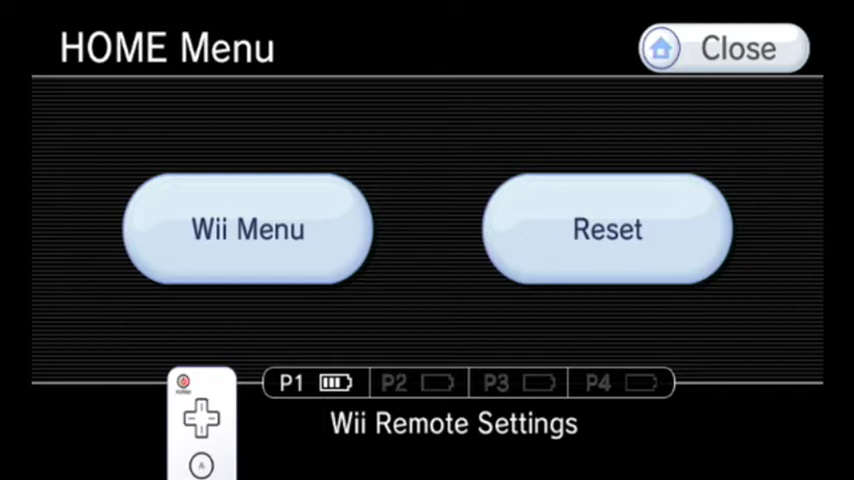 HOME Menu
Close
Wii Menu
Reset
P1 P2 P3 P4
Wii Remote Settings
A